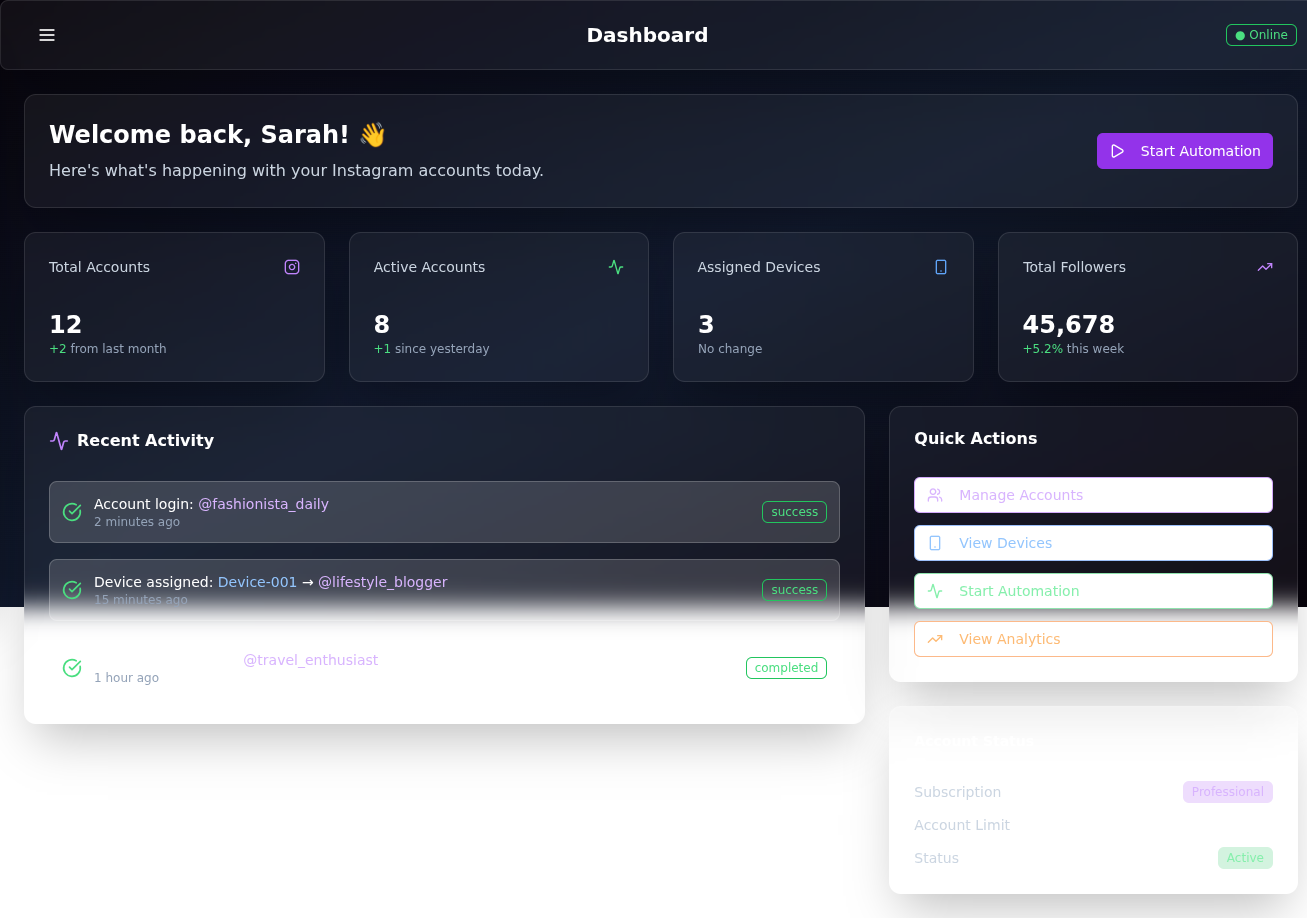 Dashboard
Online
Welcome back, Sarah! 👋
Here's what's happening with your Instagram accounts today.
Start Automation
Total Accounts
12
+2 from last month
Active Accounts
8
+1 since yesterday
Assigned Devices
3
No change
Total Followers
45,678
+5.2% this week
Recent Activity
Account login: @fashionista_daily
2 minutes ago
success
Device assigned: Device-001 → @lifestyle_blogger
15 minutes ago
success
@travel_enthusiast
1 hour ago
completed
Quick Actions
Manage Accounts
View Devices
Start Automation
View Analytics
Account Status
Subscription
Professional
Account Limit
Status
Active